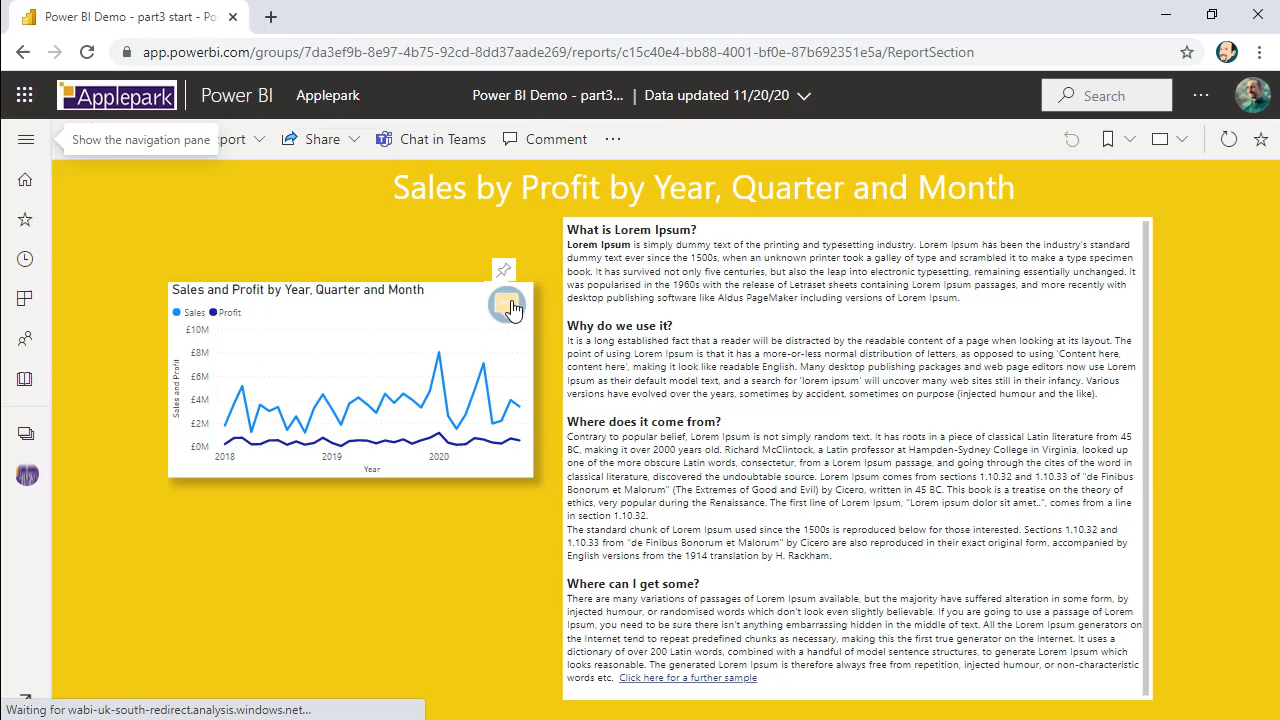 Power BI Demo - part3 start - Po
app.powerbi.com/groups/7da3ef9b-8e97-4b75-92cd-8dd37aade269/reports/c15c40e4-bb88-4001-bf0e-87b692351e5a/ReportSection
Applepark Power BI Applepark Power BI Demo - part3... | Data updated 11/20/20 Search
Show the navigation pane port Share Chat in Teams Comment
Sales by Profit by Year, Quarter and Month
Sales and Profit by Year, Quarter and Month
Sales Profit
£10M
£8M
£6M
£4M
£2M
£0M
Sales and Profit
2018 2019 2020
Year
What is Lorem Ipsum?
Lorem Ipsum is simply dummy text of the printing and typesetting industry. Lorem Ipsum has been the industry's standard
dummy text ever since the 1500s, when an unknown printer took a galley of type and scrambled it to make a type specimen
book. It has survived not only five centuries, but also the leap into electronic typesetting, remaining essentially unchanged. It
was popularised in the 1960s with the release of Letraset sheets containing Lorem Ipsum passages, and more recently with
desktop publishing software like Aldus PageMaker including versions of Lorem Ipsum.
Why do we use it?
It is a long established fact that a reader will be distracted by the readable content of a page when looking at its layout. The
point of using Lorem Ipsum is that it has a more-or-less normal distribution of letters, as opposed to using 'Content here,
content here', making it look like readable English. Many desktop publishing packages and web page editors now use Lorem
Ipsum as their default model text, and a search for 'lorem ipsum' will uncover many web sites still in their infancy. Various
versions have evolved over the years, sometimes by accident, sometimes on purpose (injected humour and the like).
Where does it come from?
Contrary to popular belief, Lorem Ipsum is not simply random text. It has roots in a piece of classical Latin literature from 45
BC, making it over 2000 years old. Richard McClintock, a Latin professor at Hampden-Sydney College in Virginia, looked up
one of the more obscure Latin words, consectetur, from a Lorem Ipsum passage, and going through the cites of the word in
classical literature, discovered the undoubtable source. Lorem Ipsum comes from sections 1.10.32 and 1.10.33 of "de Finibus
Bonorum et Malorum" (The Extremes of Good and Evil) by Cicero, written in 45 BC. This book is a treatise on the theory of
ethics, very popular during the Renaissance. The first line of Lorem Ipsum, "Lorem ipsum dolor sit amet..", comes from a line
in section 1.10.32.
The standard chunk of Lorem Ipsum used since the 1500s is reproduced below for those interested. Sections 1.10.32 and
1.10.33 from "de Finibus Bonorum et Malorum" by Cicero are also reproduced in their exact original form, accompanied by
English versions from the 1914 translation by H. Rackham.
Where can I get some?
There are many variations of passages of Lorem Ipsum available, but the majority have suffered alteration in some form, by
injected humour, or randomised words which don't look even slightly believable. If you are going to use a passage of Lorem
Ipsum, you need to be sure there isn't anything embarrassing hidden in the middle of text. All the Lorem Ipsum generators on
the Internet tend to repeat predefined chunks as necessary, making this the first true generator on the Internet. It uses a
dictionary of over 200 Latin words, combined with a handful of model sentence structures, to generate Lorem Ipsum which
looks reasonable. The generated Lorem Ipsum is therefore always free from repetition, injected humour, or non-characteristic
words etc. Click here for a further sample
Waiting for wabi-uk-south-redirect.analysis.windows.net...